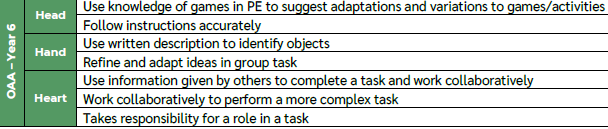 OAA – Year 6
Head
Use knowledge of games in PE to suggest adaptations and variations to games/activities
Follow instructions accurately
Hand
Use written description to identify objects
Refine and adapt ideas in group task
Heart
Use information given by others to complete a task and work collaboratively
Work collaboratively to perform a more complex task
Takes responsibility for a role in a task